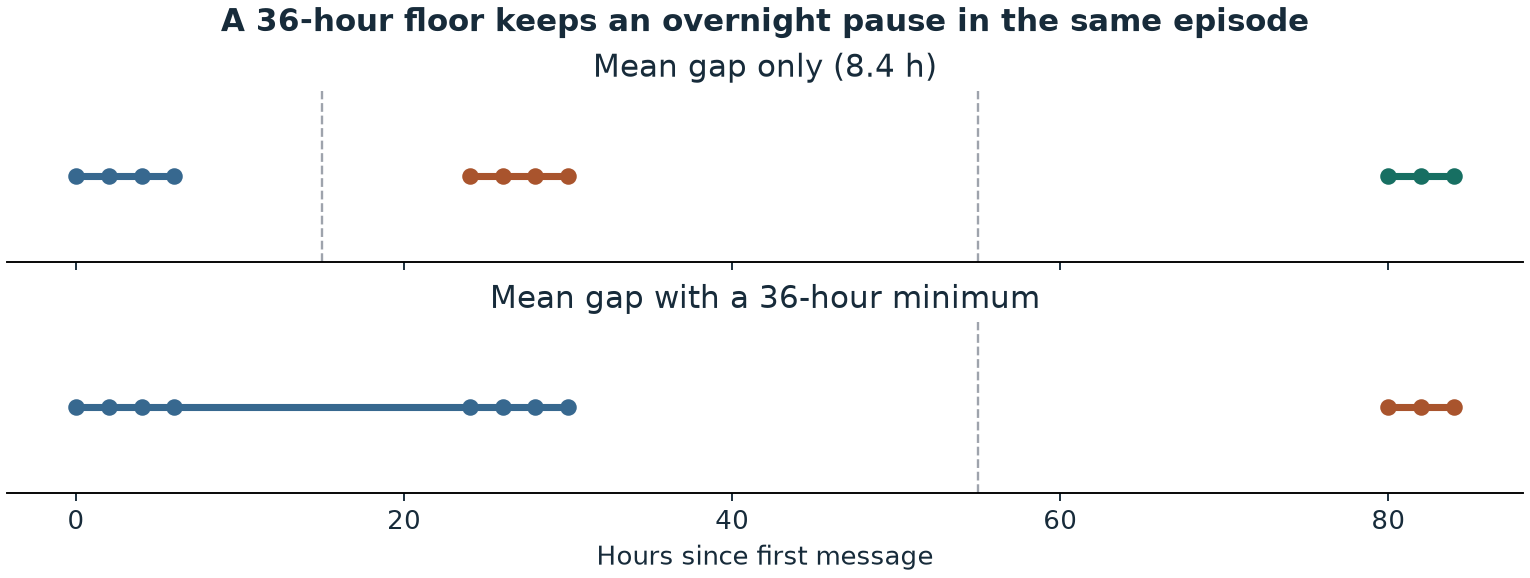 A 36-hour floor keeps an overnight pause in the same episode
Mean gap only (8.4 h)
Mean gap with a 36-hour minimum
0 20 40 60 80
Hours since first message